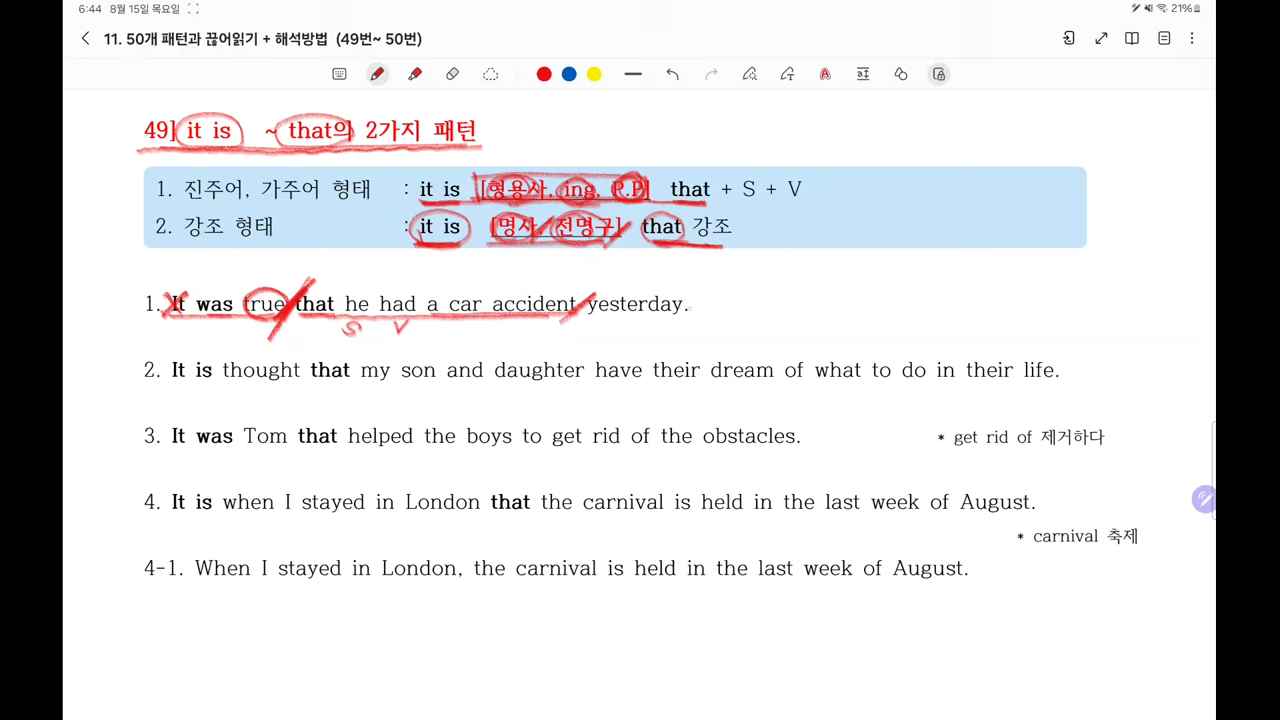 6:44 8월 15일 목요일 21%
11. 50개 패턴과 끊어읽기 + 해석방법 (49번~ 50번)
49] it is ~ that의 2가지 패턴
1. 진주어, 가주어 형태 : it is [형용사, ing, P.P] that + S + V
2. 강조 형태 : it is [명사, 전명구] that 강조
1. It was true that he had a car accident yesterday.
S V
2. It is thought that my son and daughter have their dream of what to do in their life.
3. It was Tom that helped the boys to get rid of the obstacles. * get rid of 제거하다
4. It is when I stayed in London that the carnival is held in the last week of August.
* carnival 축제
4-1. When I stayed in London, the carnival is held in the last week of August.